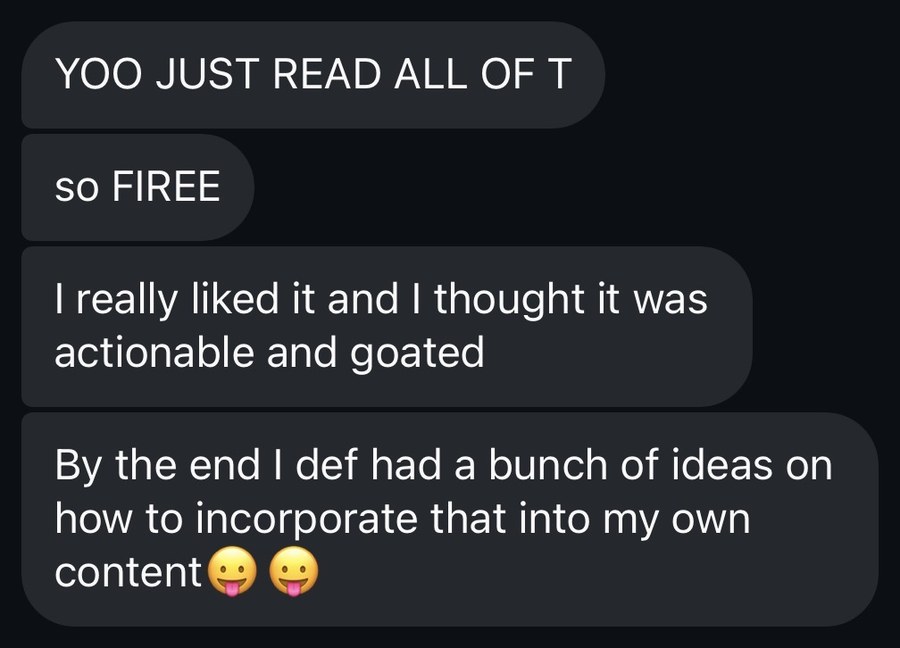 YOO JUST READ ALL OF T
so FIREE
I really liked it and I thought it was
actionable and goated
By the end I def had a bunch of ideas on
how to incorporate that into my own
content😛😛